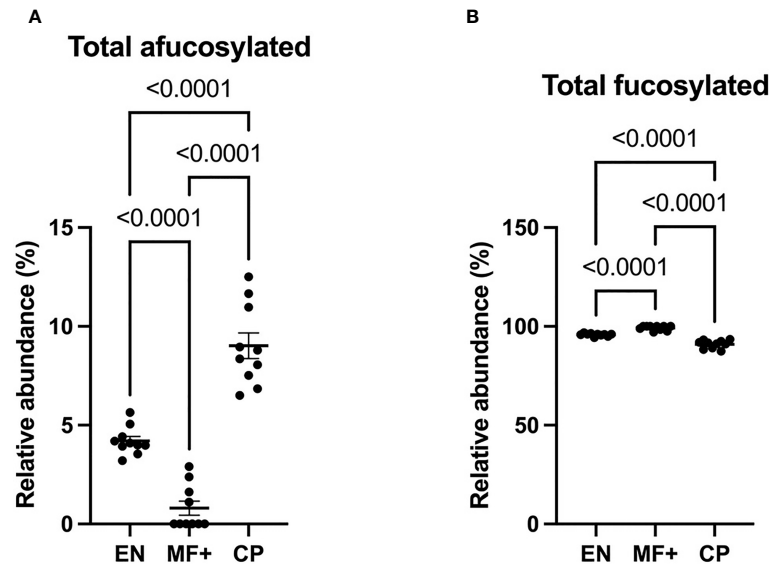 A
Total afucosylated
<0.0001
<0.0001
<0.0001
Relative abundance (%)
15
10
5
0
EN MF+ CP
B
Total fucosylated
<0.0001
<0.0001
<0.0001
Relative abundance (%)
150
100
50
0
EN MF+ CP